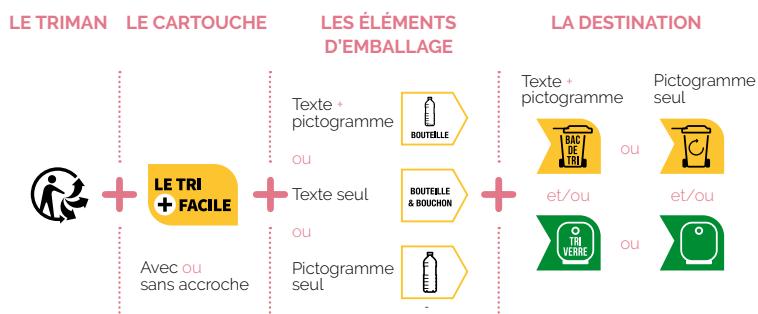 LE TRIMAN
LE CARTOUCHE
LES ÉLÉMENTS
D'EMBALLAGE
LA DESTINATION
LE TRI
+ FACILE
Avec ou
sans accroche
Texte +
pictogramme
BOUTEILLE
ou
Texte seul
BOUTEILLE
& BOUCHON
ou
Pictogramme
seul
Texte +
pictogramme
Pictogramme
seul
BAC
DE
TRI
ou
et/ou
et/ou
TRI
VERRE
ou